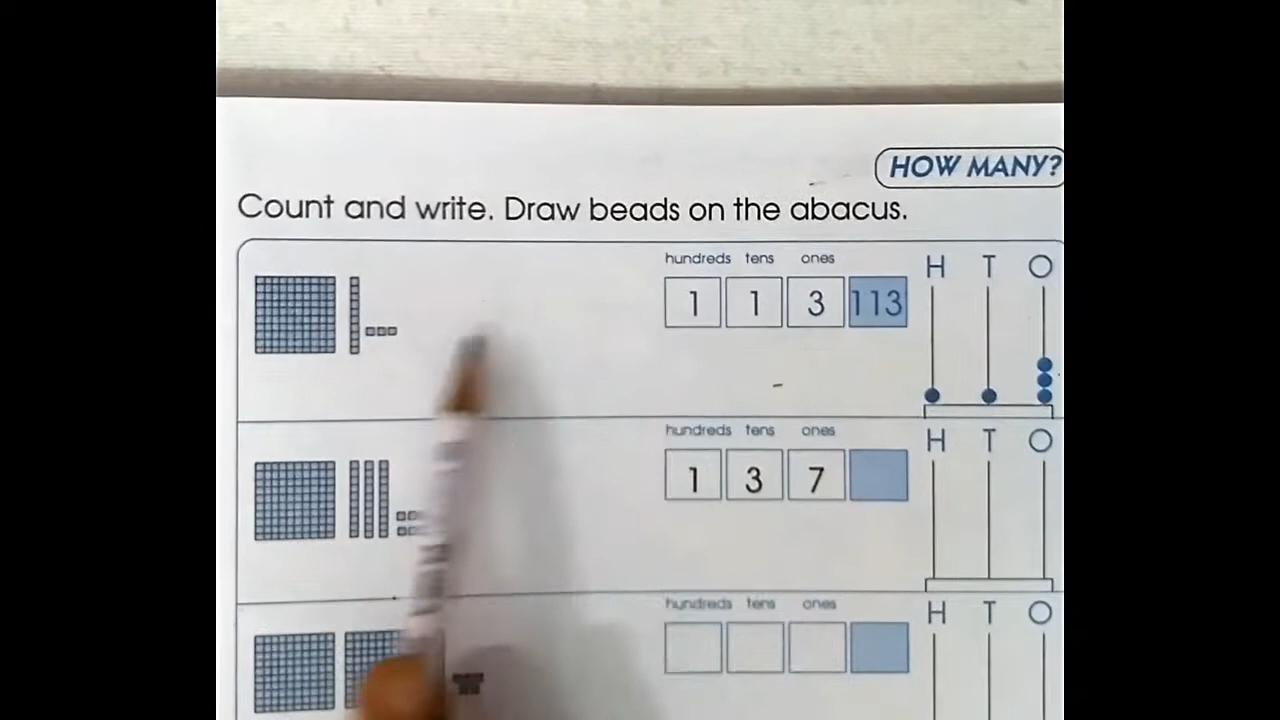 HOW MANY?
Count and write. Draw beads on the abacus.
hundreds tens ones
H T O
1 1 3 113
hundreds tens ones
H T O
1 3 7
hundreds tens ones
H T O